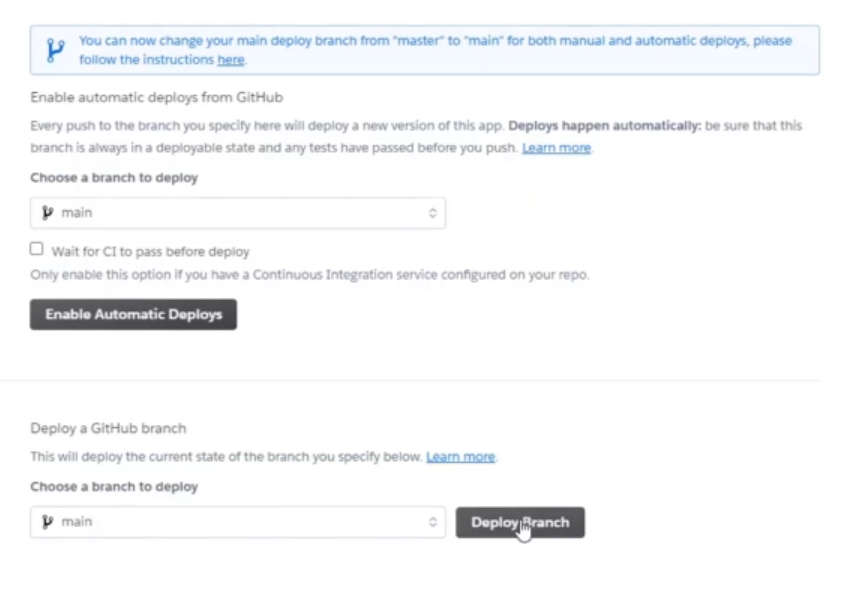 You can now change your main deploy branch from "master" to "main" for both manual and automatic deploys, please
follow the instructions here.
Enable automatic deploys from GitHub
Every push to the branch you specify here will deploy a new version of this app. Deploys happen automatically: be sure that this
branch is always in a deployable state and any tests have passed before you push. Learn more.
Choose a branch to deploy
main
Wait for CI to pass before deploy
Only enable this option if you have a Continuous Integration service configured on your repo.
Enable Automatic Deploys
Deploy a GitHub branch
This will deploy the current state of the branch you specify below. Learn more.
Choose a branch to deploy
main
Deploy Branch